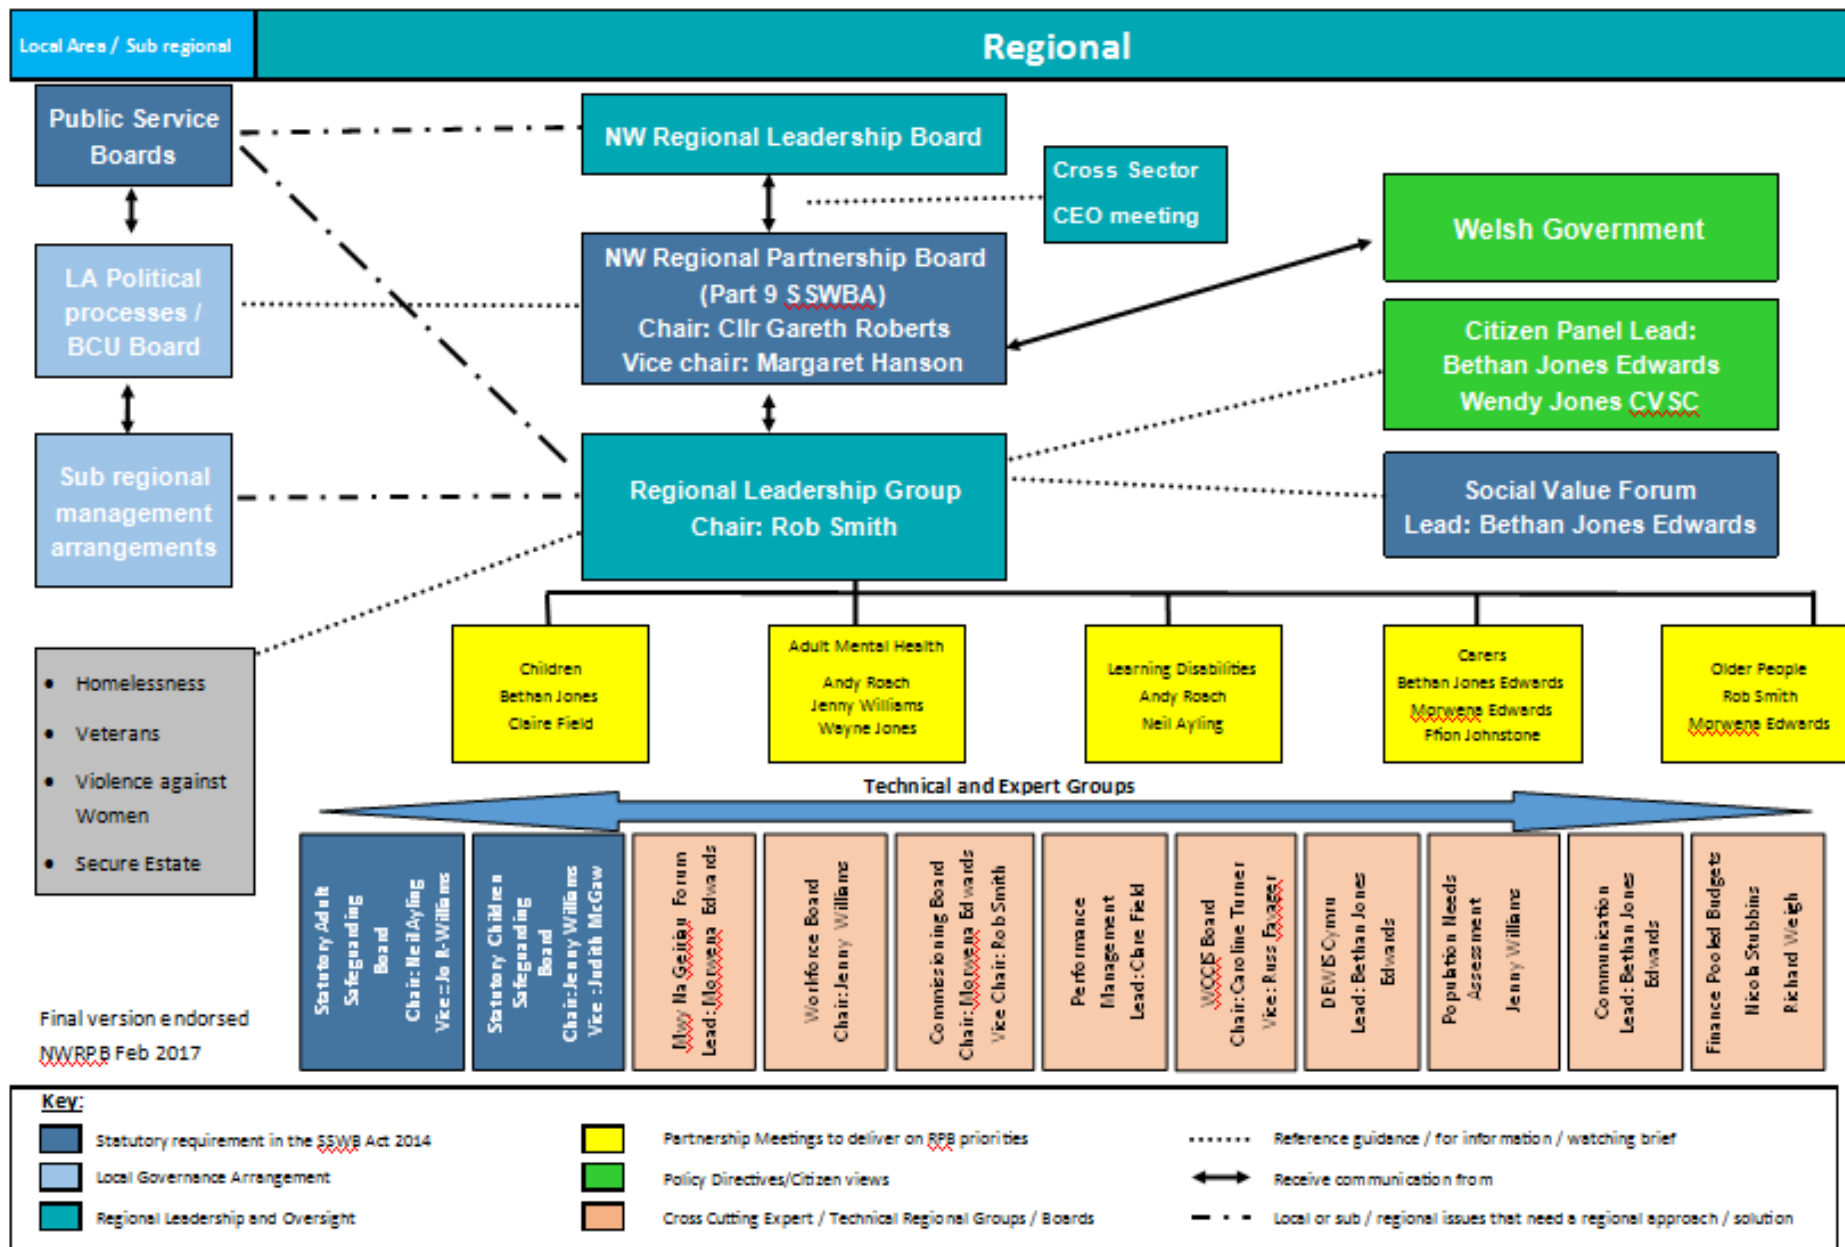 Local Area / Sub regional
Regional
Public Service
Boards
NW Regional Leadership Board
Cross Sector
CEO meeting
Welsh Government
LA Political
processes /
BCU Board
NW Regional Partnership Board
(Part 9 SSWBA)
Chair: Cllr Gareth Roberts
Vice chair: Margaret Hanson
Citizen Panel Lead:
Bethan Jones Edwards
Wendy Jones CVSC
Sub regional
management
arrangements
Regional Leadership Group
Chair: Rob Smith
Social Value Forum
Lead: Bethan Jones Edwards
Children
Bethan Jones
Claire Field
Adult Mental Health
Andy Roach
Jenny Williams
Wayne Jones
Learning Disabilities
Andy Roach
Neil Ayling
Carers
Bethan Jones Edwards
Morwena Edwards
Ffion Johnstone
Older People
Rob Smith
Morwena Edwards
• Homelessness
• Veterans
• Violence against
Women
• Secure Estate
Technical and Expert Groups
Statutory Adult
Safeguarding
Board
Chair: Neil Ayling
Vice: :Jo R-Williams
Statutory Children
Safeguarding
Board
Chair: Jenny Williams
Vice :Judith McGaw
Mwy Na Geiriau Forum
Lead: Morwena Edwards
Workforce Board
Chair: Jenny Williams
Commissioning Board
Chair: Morwena Edwards
Vice Chair: Rob Smith
Performance
Management
Lead: Clare Field
WCCIS Board
Chair: Caroline Turner
Vice: Russ Favager
DEWIS Cymru
Lead: Bethan Jones
Edwards
Population Needs
Assessment
Jenny Williams
Communication
Lead: Bethan Jones
Edwards
Finance Pooled Budgets
Nicola Stubbins
Richard Weigh
Final version endorsed
NWRPB Feb 2017
Key:
Statutory requirement in the SSWB Act 2014
Local Governance Arrangement
Regional Leadership and Oversight
Partnership Meetings to deliver on RPB priorities
Policy Directives/Citizen views
Cross Cutting Expert / Technical Regional Groups / Boards
Reference guidance / for information / watching brief
Receive communication from
Local or sub / regional issues that need a regional approach / solution